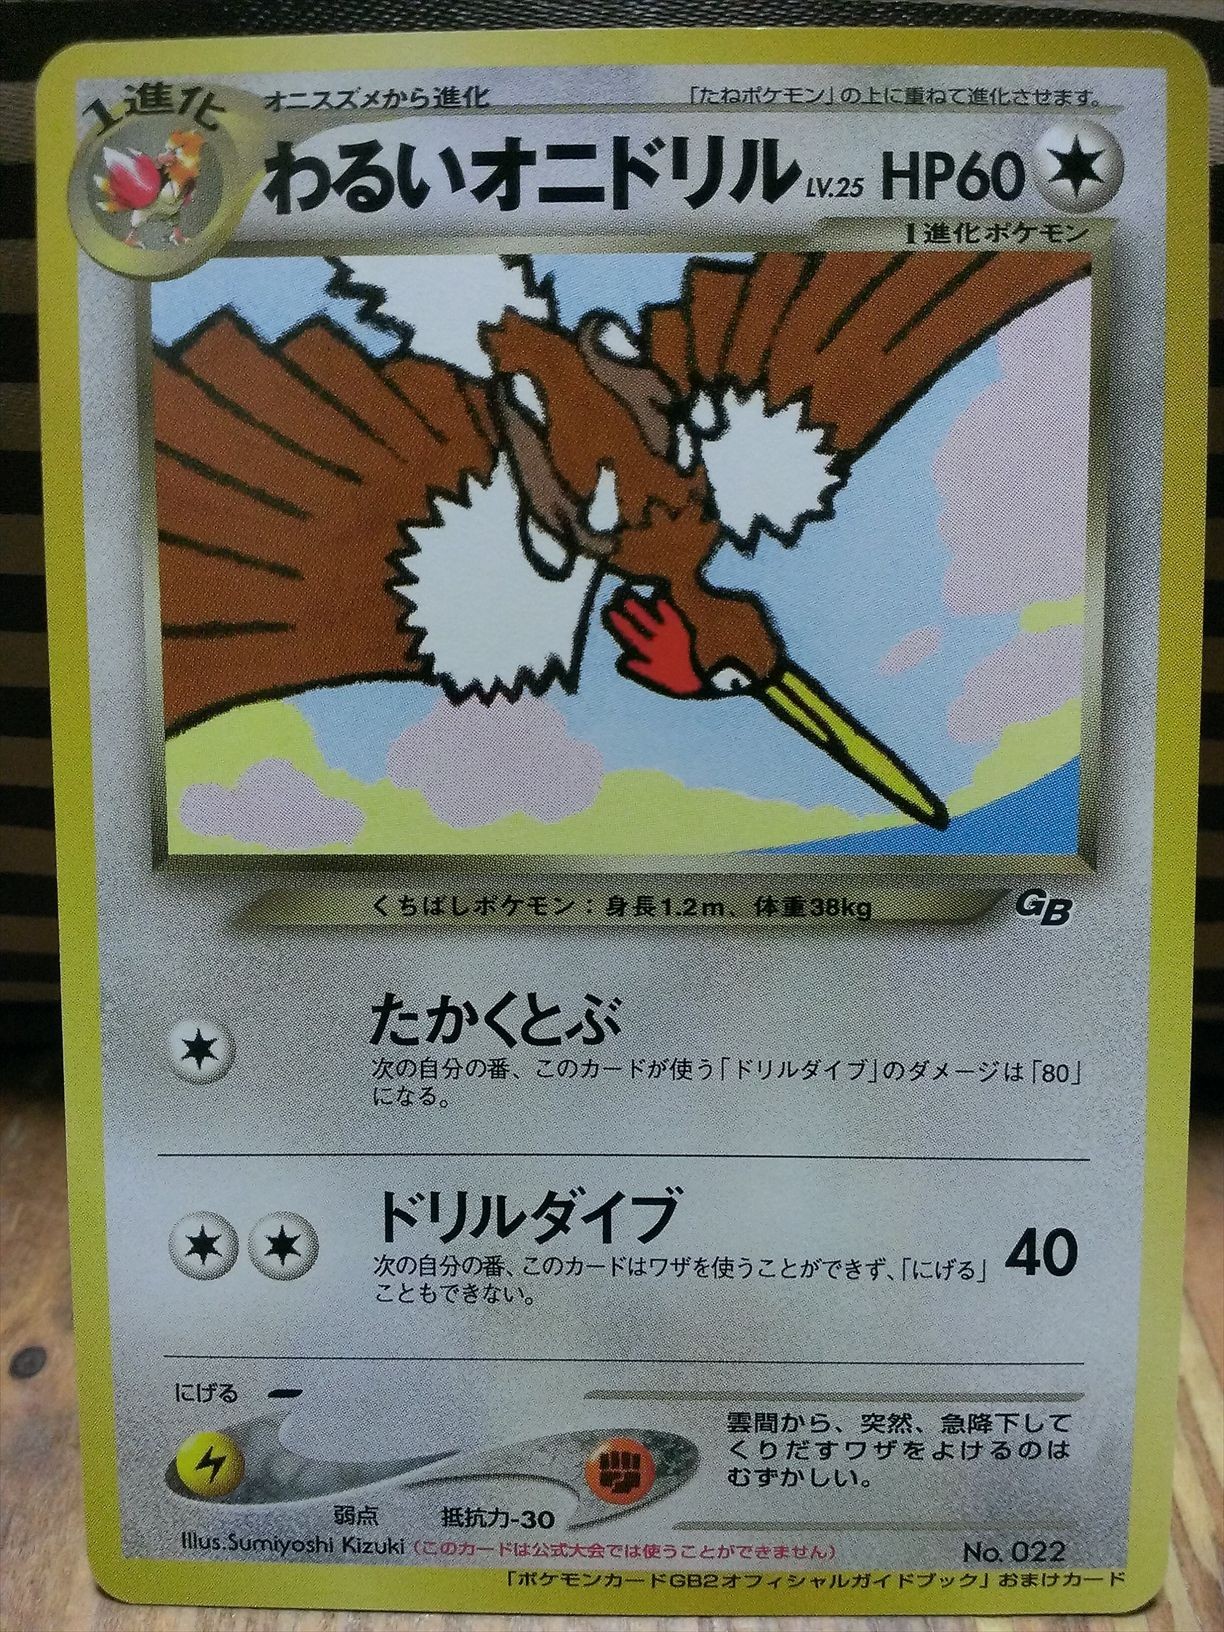 1進化
オニスズメから進化
「たねポケモン」の上に重ねて進化させます。
わるいオニドリル LV.25 HP60
1進化ポケモン
くちばしポケモン：身長1.2m、体重38kg
GB
たかくとぶ
次の自分の番、このカードが使う「ドリルダイブ」のダメージは「80」
になる。
ドリルダイブ 40
次の自分の番、このカードはワザを使うことができず、「にげる」
こともできない。
にげる
雲間から、突然、急降下して
くりだすワザをよけるのは
むずかしい。
弱点 抵抗力-30
Illus.Sumiyoshi Kizuki (このカードは公式大会では使うことができません) No. 022
「ポケモンカードGB2オフィシャルガイドブック」おまけカード